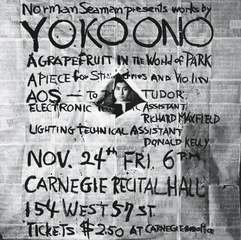 Norman Seaman presents works by
YOKO ONO
A GRAPEFRUIT IN the WORLD OF PARK
A PIECE for AND VIOLIN
AOS — TO TUDOR
ELECTRONIC ASSISTANT
RICHARD MAXFIELD
LIGHTING TECHNICAL ASSISTANT
DONALD KELLY
NOV. 24th FRI. 6 P.M.
CARNEGIE RECITAL HALL
154 WEST 57 ST
TICKETS $2.50 AT CARNEGIE